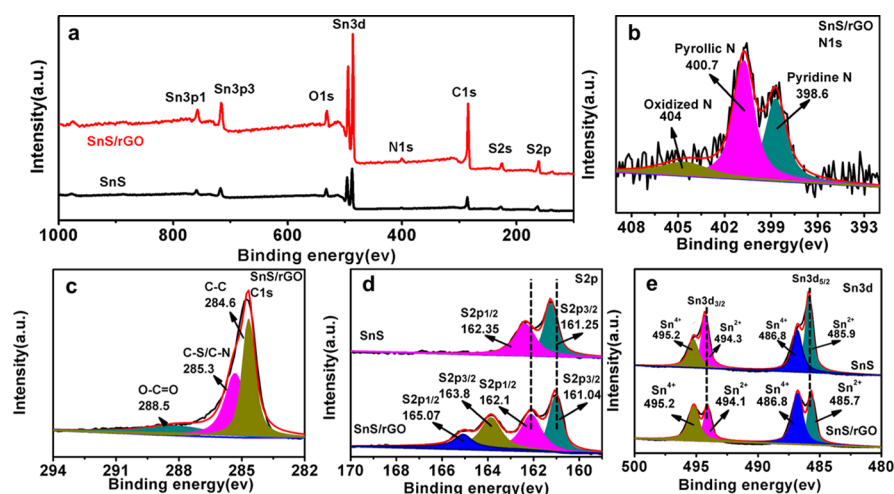 a
Sn3d
Sn3p1
Sn3p3
O1s
C1s
N1s
S2s
S2p
SnS/rGO
SnS
Intensity(a.u.)
1000 800 600 400 200
Binding energy(ev)
b
SnS/rGO
N1s
Pyrollic N
400.7
Pyridine N
398.6
Oxidized N
404
Intensity(a.u.)
408 405 402 399 396 393
Binding energy(ev)
c
SnS/rGO
C1s
C-C
284.6
C-S/C-N
285.3
O-C=O
288.5
Intensity(a.u.)
294 291 288 285 282
Binding energy(ev)
d
S2p
S2p1/2
162.35
S2p3/2
161.25
SnS
S2p1/2
165.07
S2p3/2
163.8
S2p1/2
162.1
S2p3/2
161.04
SnS/rGO
Intensity(a.u.)
170 168 166 164 162 160
Binding energy(ev)
e
Sn3d
Sn3d5/2
Sn3d3/2
Sn4+
495.2
Sn2+
494.3
Sn4+
486.8
Sn2+
485.9
SnS
Sn4+
495.2
Sn2+
494.1
Sn4+
486.8
Sn2+
485.7
SnS/rGO
Intensity(a.u.)
500 495 490 485 480
Binding energy(ev)